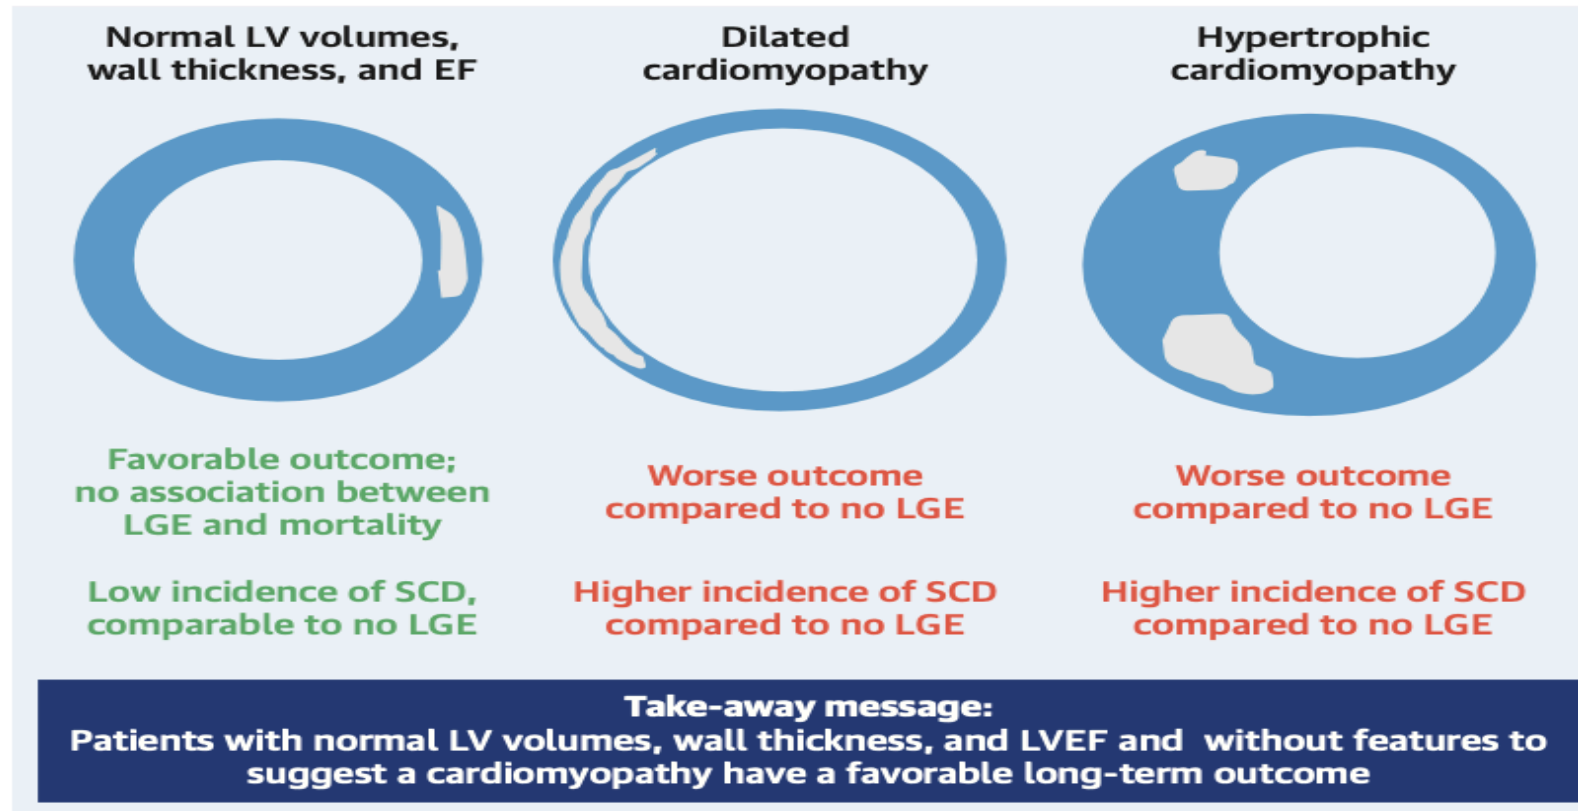 Normal LV volumes,
wall thickness, and EF
Dilated
cardiomyopathy
Hypertrophic
cardiomyopathy
Favorable outcome;
no association between
LGE and mortality
Worse outcome
compared to no LGE
Worse outcome
compared to no LGE
Low incidence of SCD,
comparable to no LGE
Higher incidence of SCD
compared to no LGE
Higher incidence of SCD
compared to no LGE
Take-away message:
Patients with normal LV volumes, wall thickness, and LVEF and without features to
suggest a cardiomyopathy have a favorable long-term outcome